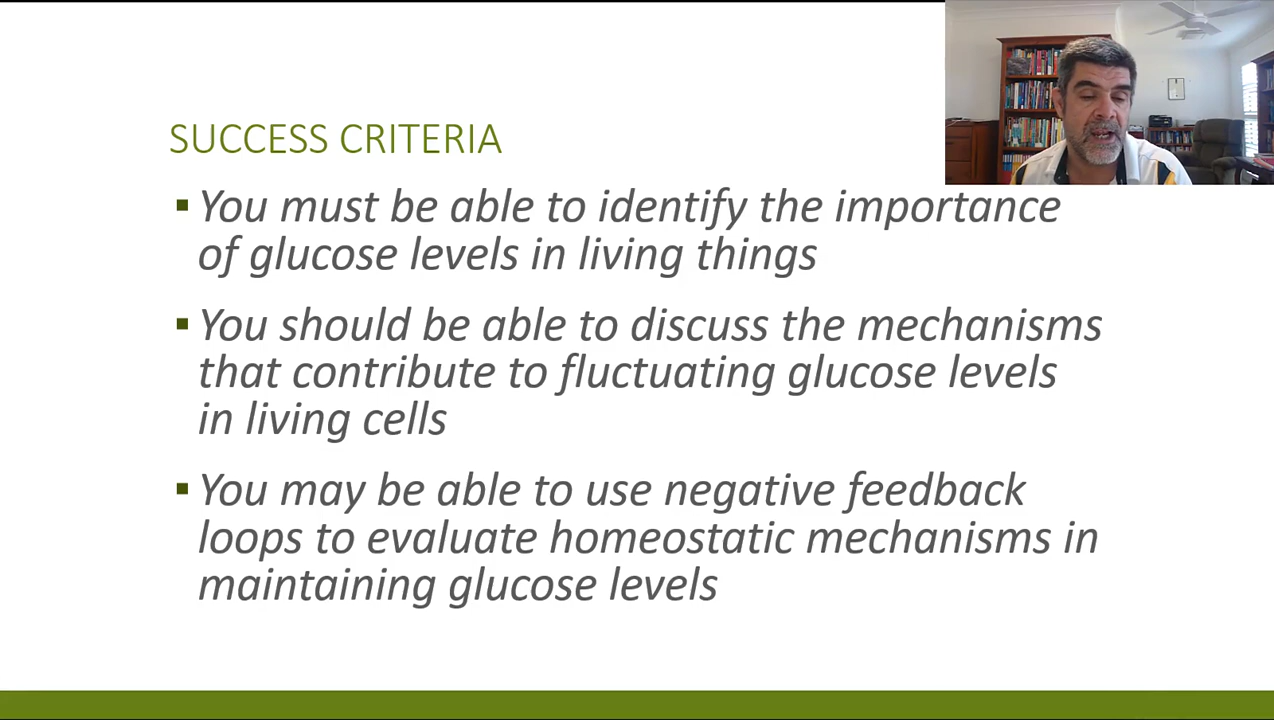 SUCCESS CRITERIA
▪ You must be able to identify the importance
of glucose levels in living things
▪ You should be able to discuss the mechanisms
that contribute to fluctuating glucose levels
in living cells
▪ You may be able to use negative feedback
loops to evaluate homeostatic mechanisms in
maintaining glucose levels